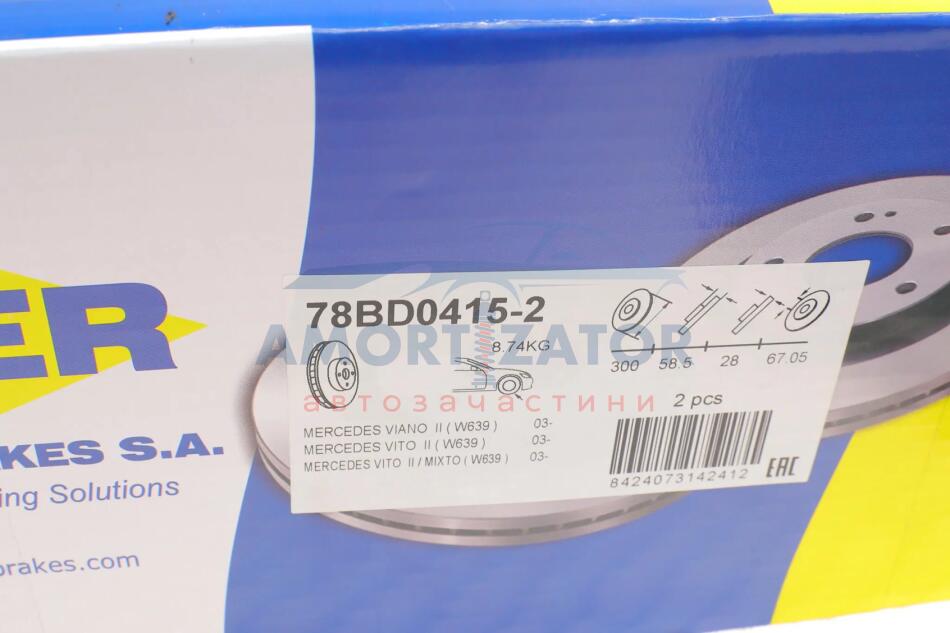 ER
KES S.A.
ing Solutions
brakes.com
78BD0415-2
8.74KG
300 58.5 28 67.05
2 pcs
AMORTIZATOR
автозачастини
MERCEDES VIANO II ( W639 ) 03-
MERCEDES VITO II ( W639 ) 03-
MERCEDES VITO II / MIXTO ( W639 ) 03-
8424073142412
EAC